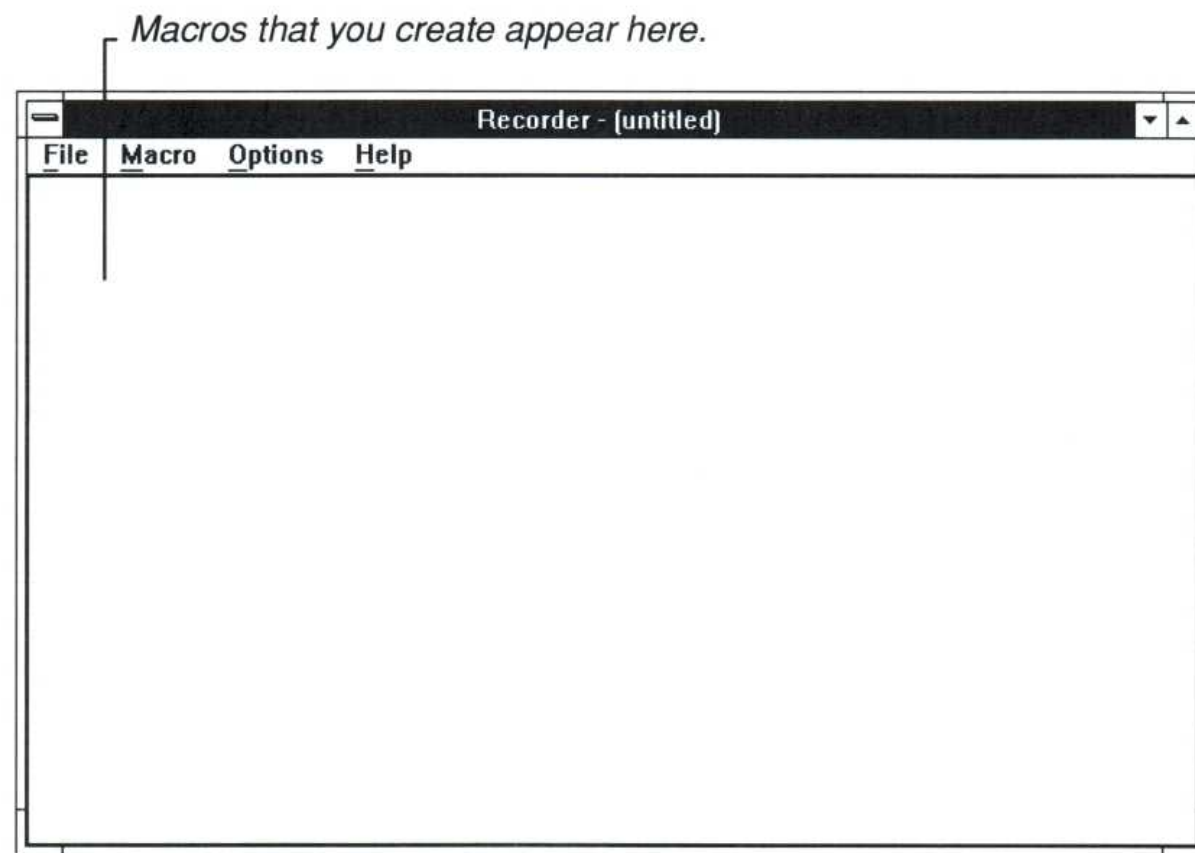 Macros that you create appear here.
Recorder - (untitled)
File Macro Options Help